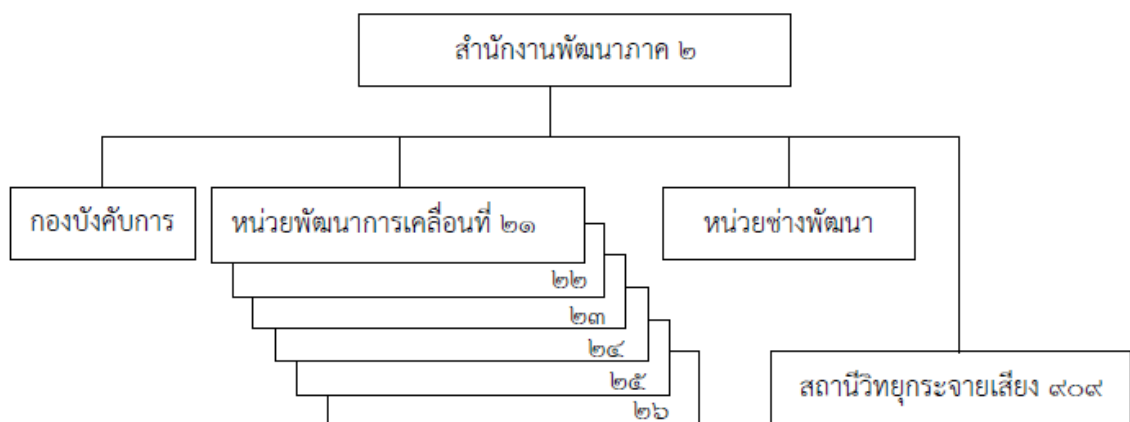 สำนักงานพัฒนาภาค ๒
กองบังคับการ
หน่วยพัฒนาการเคลื่อนที่ ๒๑
หน่วยช่างพัฒนา
๒๒
๒๓
๒๔
๒๕
๒๖
สถานีวิทยุกระจายเสียง ๙๐๙